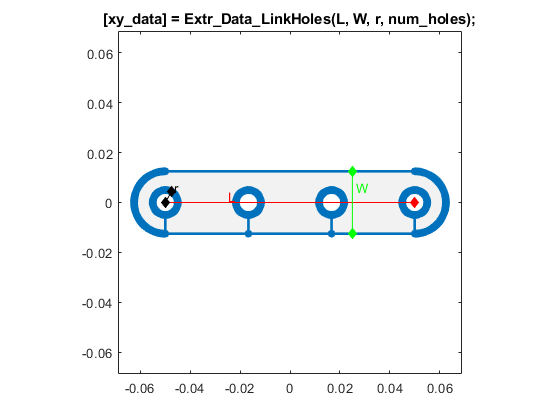 [xy_data] = Extr_Data_LinkHoles(L, W, r, num_holes);
0.06
0.04
0.02
r
W
L
0
-0.02
-0.04
-0.06
-0.06 -0.04 -0.02 0 0.02 0.04 0.06